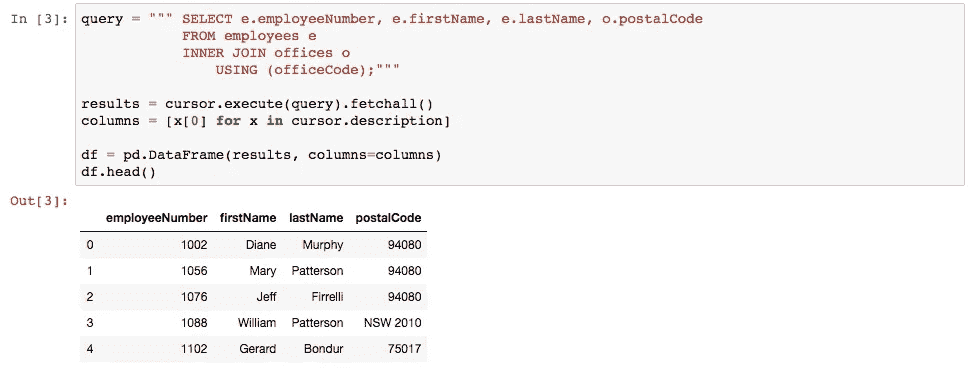 In [3]: query = """ SELECT e.employeeNumber, e.firstName, e.lastName, o.postalCode
FROM employees e
INNER JOIN offices o
USING (officeCode);"""
results = cursor.execute(query).fetchall()
columns = [x[0] for x in cursor.description]
df = pd.DataFrame(results, columns=columns)
df.head()
Out[3]:
employeeNumber firstName lastName postalCode
0 1002 Diane Murphy 94080
1 1056 Mary Patterson 94080
2 1076 Jeff Firrelli 94080
3 1088 William Patterson NSW 2010
4 1102 Gerard Bondur 75017